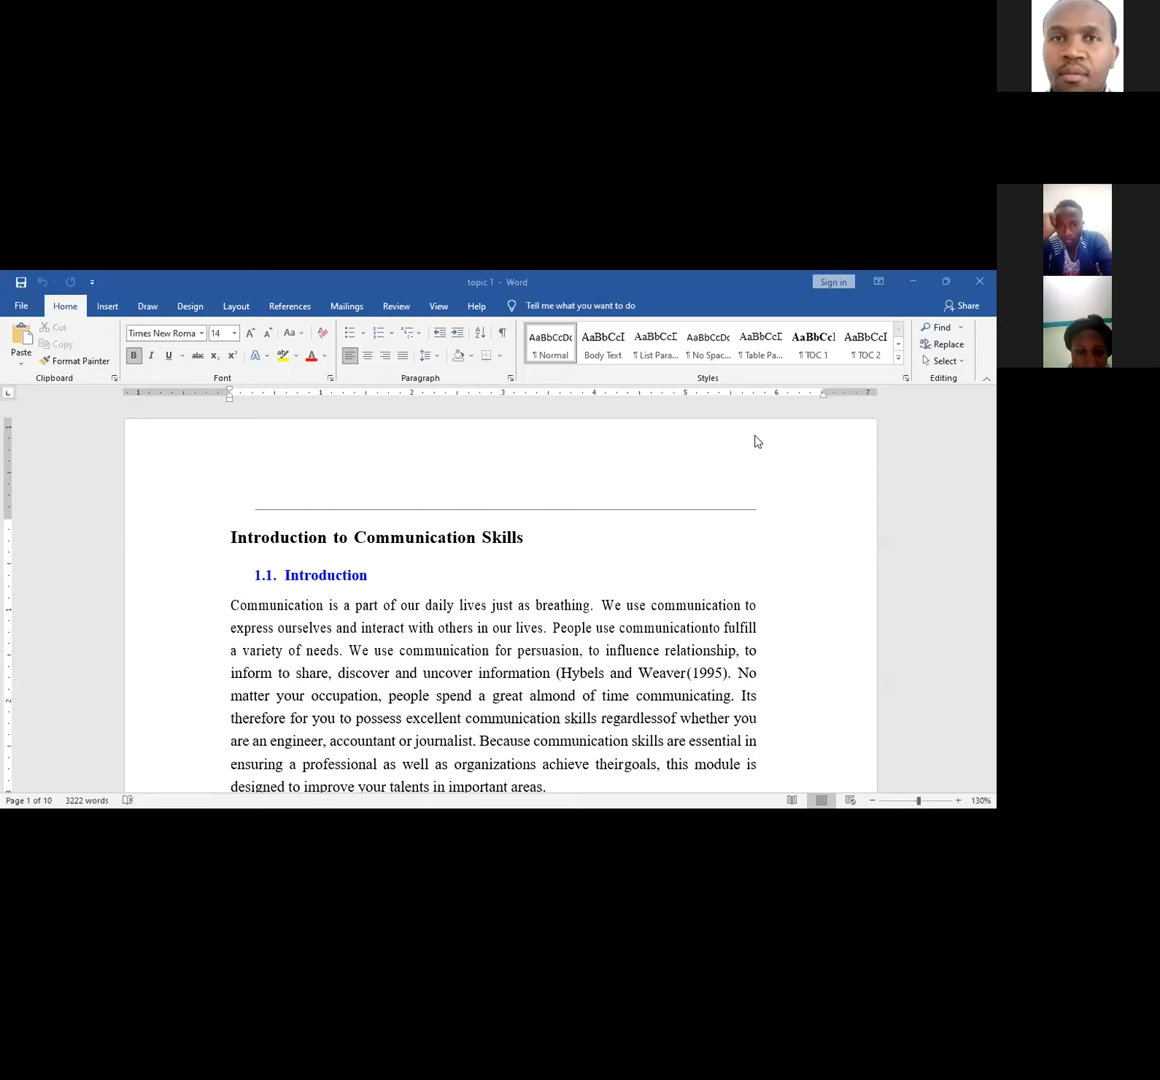 topic 1 - Word
Sign in
File Home Insert Draw Design Layout References Mailings Review View Help Tell me what you want to do Share
Paste
Cut
Copy
Format Painter
Clipboard
Times New Roma 14
Font
Paragraph
AaBbCcDc AaBbCcI AaBbCcI AaBbCcDc AaBbCcI AaBbCcI AaBbCcI
¶ Normal Body Text ¶ List Para... ¶ No Spac... ¶ Table Pa... ¶ TOC 1 ¶ TOC 2
Styles
Find
Replace
Select
Editing
1 1 2 3 4 5 6 7
Introduction to Communication Skills
1.1. Introduction
Communication is a part of our daily lives just as breathing. We use communication to
express ourselves and interact with others in our lives. People use communicationto fulfill
a variety of needs. We use communication for persuasion, to influence relationship, to
inform to share, discover and uncover information (Hybels and Weaver(1995). No
matter your occupation, people spend a great almond of time communicating. Its
therefore for you to possess excellent communication skills regardlessof whether you
are an engineer, accountant or journalist. Because communication skills are essential in
ensuring a professional as well as organizations achieve theirgoals, this module is
designed to improve your talents in important areas.
Page 1 of 10 3222 words 130%